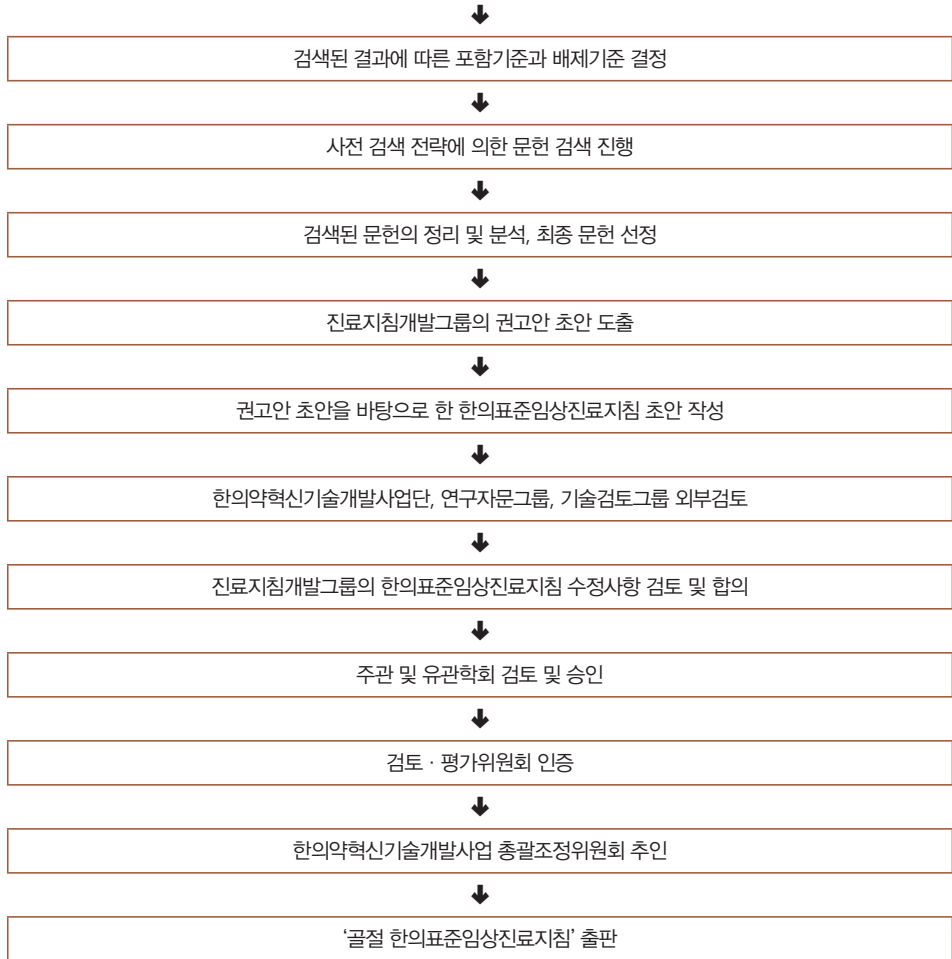 검색된 결과에 따른 포함기준과 배제기준 결정
사전 검색 전략에 의한 문헌 검색 진행
검색된 문헌의 정리 및 분석, 최종 문헌 선정
진료지침개발그룹의 권고안 초안 도출
권고안 초안을 바탕으로 한 한의표준임상진료지침 초안 작성
한의약혁신기술개발사업단, 연구자문그룹, 기술검토그룹 외부검토
진료지침개발그룹의 한의표준임상진료지침 수정사항 검토 및 합의
주관 및 유관학회 검토 및 승인
검토 · 평가위원회 인증
한의약혁신기술개발사업 총괄조정위원회 추인
‘골절 한의표준임상진료지침’ 출판